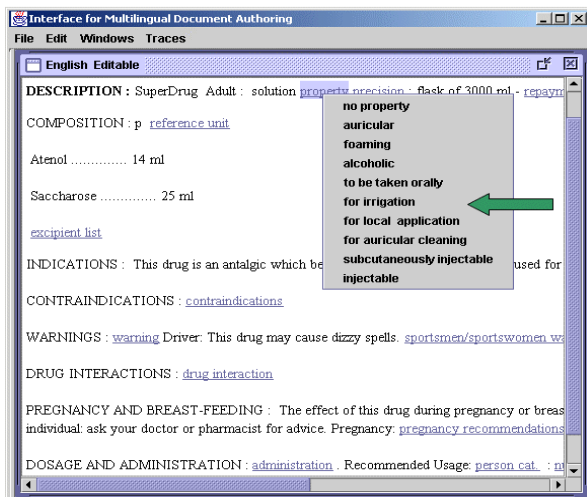 Interface for Multilingual Document Authoring
File Edit Windows Traces
English Editable
DESCRIPTION : SuperDrug Adult : solution property precision : flask of 3000 ml - repaym
no property
auricular
foaming
alcoholic
to be taken orally
for irrigation
for local application
for auricular cleaning
subcutaneously injectable
injectable
COMPOSITION : p reference unit
Atenol ............. 14 ml
Saccharose ............. 25 ml
excipient list
INDICATIONS : This drug is an antalgic which be used for
CONTRAINDICATIONS : contraindications
WARNINGS : warning Driver: This drug may cause dizzy spells. sportsmen/sportswomen wa
DRUG INTERACTIONS : drug interaction
PREGNANCY AND BREAST-FEEDING : The effect of this drug during pregnancy or breas
individual: ask your doctor or pharmacist for advice. Pregnancy: pregnancy recommendations
DOSAGE AND ADMINISTRATION : administration . Recommended Usage: person cat. : nu